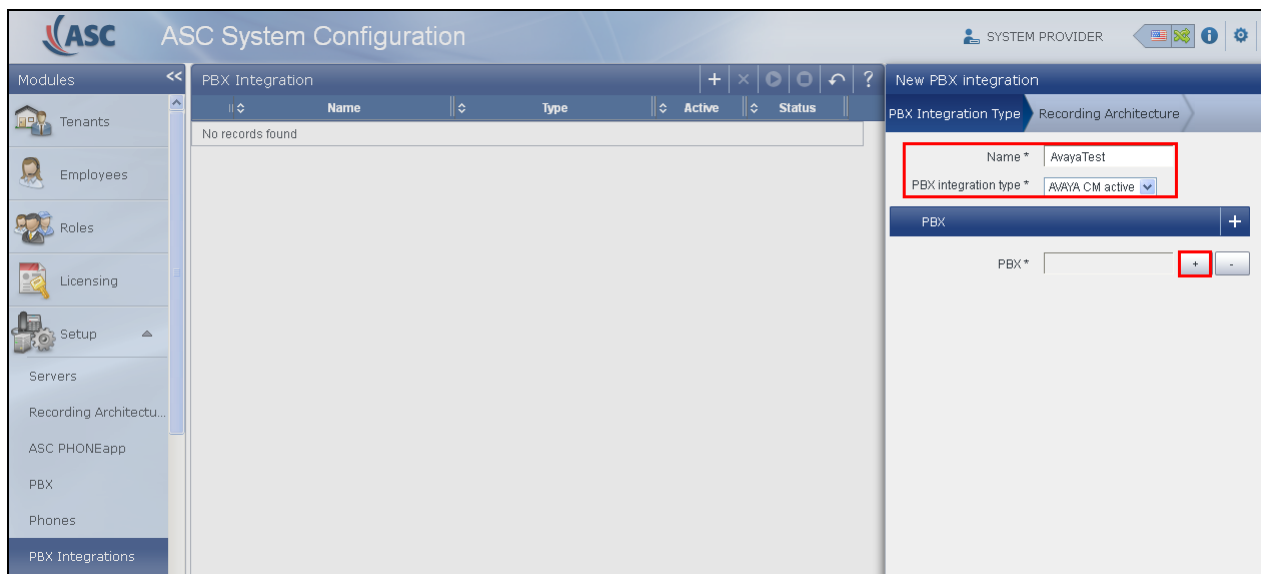 ASC
ASC System Configuration
SYSTEM PROVIDER
Modules <<
Tenants
Employees
Roles
Licensing
Setup
Servers
Recording Architectu...
ASC PHONEapp
PBX
Phones
PBX Integrations
PBX Integration
+ × ?
Name Type Active Status
No records found
New PBX integration
PBX Integration Type Recording Architecture
Name * AvayaTest
PBX integration type * AVAYA CM active
PBX +
PBX * + -